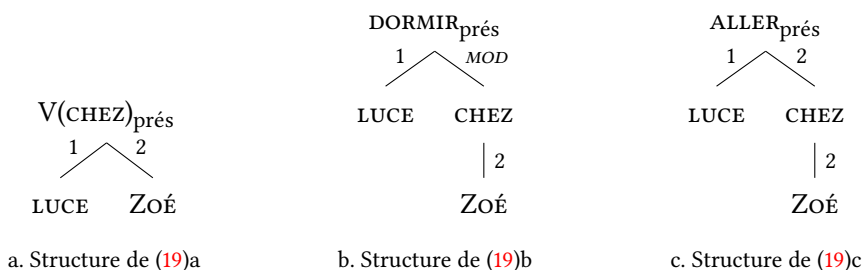 DORMIRprés
ALLERprés
1 MOD
1 2
V(CHEZ)prés
LUCE CHEZ
LUCE CHEZ
1 2
2
2
LUCE ZOÉ
ZOÉ
ZOÉ
a. Structure de (19)a
b. Structure de (19)b
c. Structure de (19)c